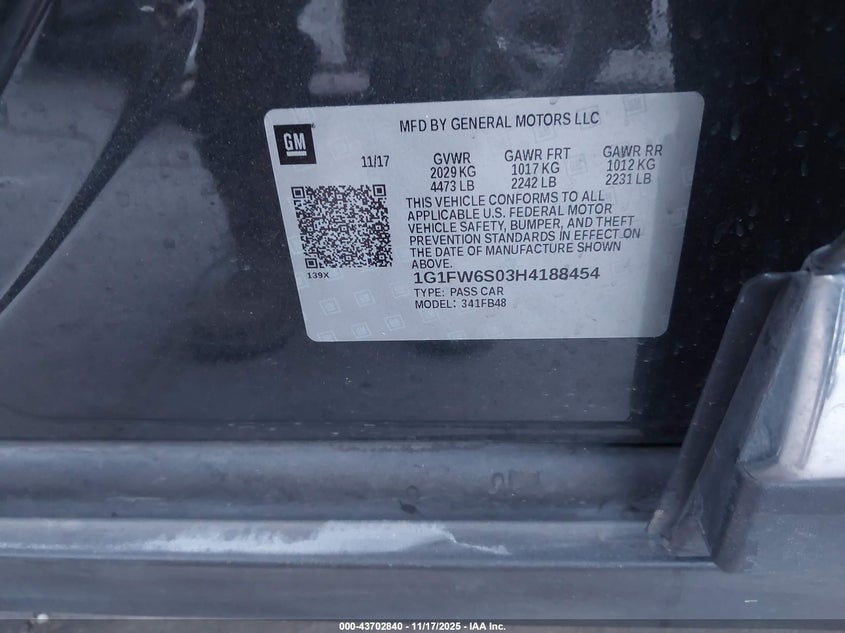 GM
MFD BY GENERAL MOTORS LLC
11/17 GVWR GAWR FRT GAWR RR
2029 KG 1017 KG 1012 KG
4473 LB 2242 LB 2231 LB
THIS VEHICLE CONFORMS TO ALL
APPLICABLE U.S. FEDERAL MOTOR
VEHICLE SAFETY, BUMPER, AND THEFT
PREVENTION STANDARDS IN EFFECT ON
THE DATE OF MANUFACTURE SHOWN
ABOVE.
139X
1G1FW6S03H4188454
TYPE: PASS CAR
MODEL: 341FB48
000-43702840 — 11/17/2025 — IAA Inc.